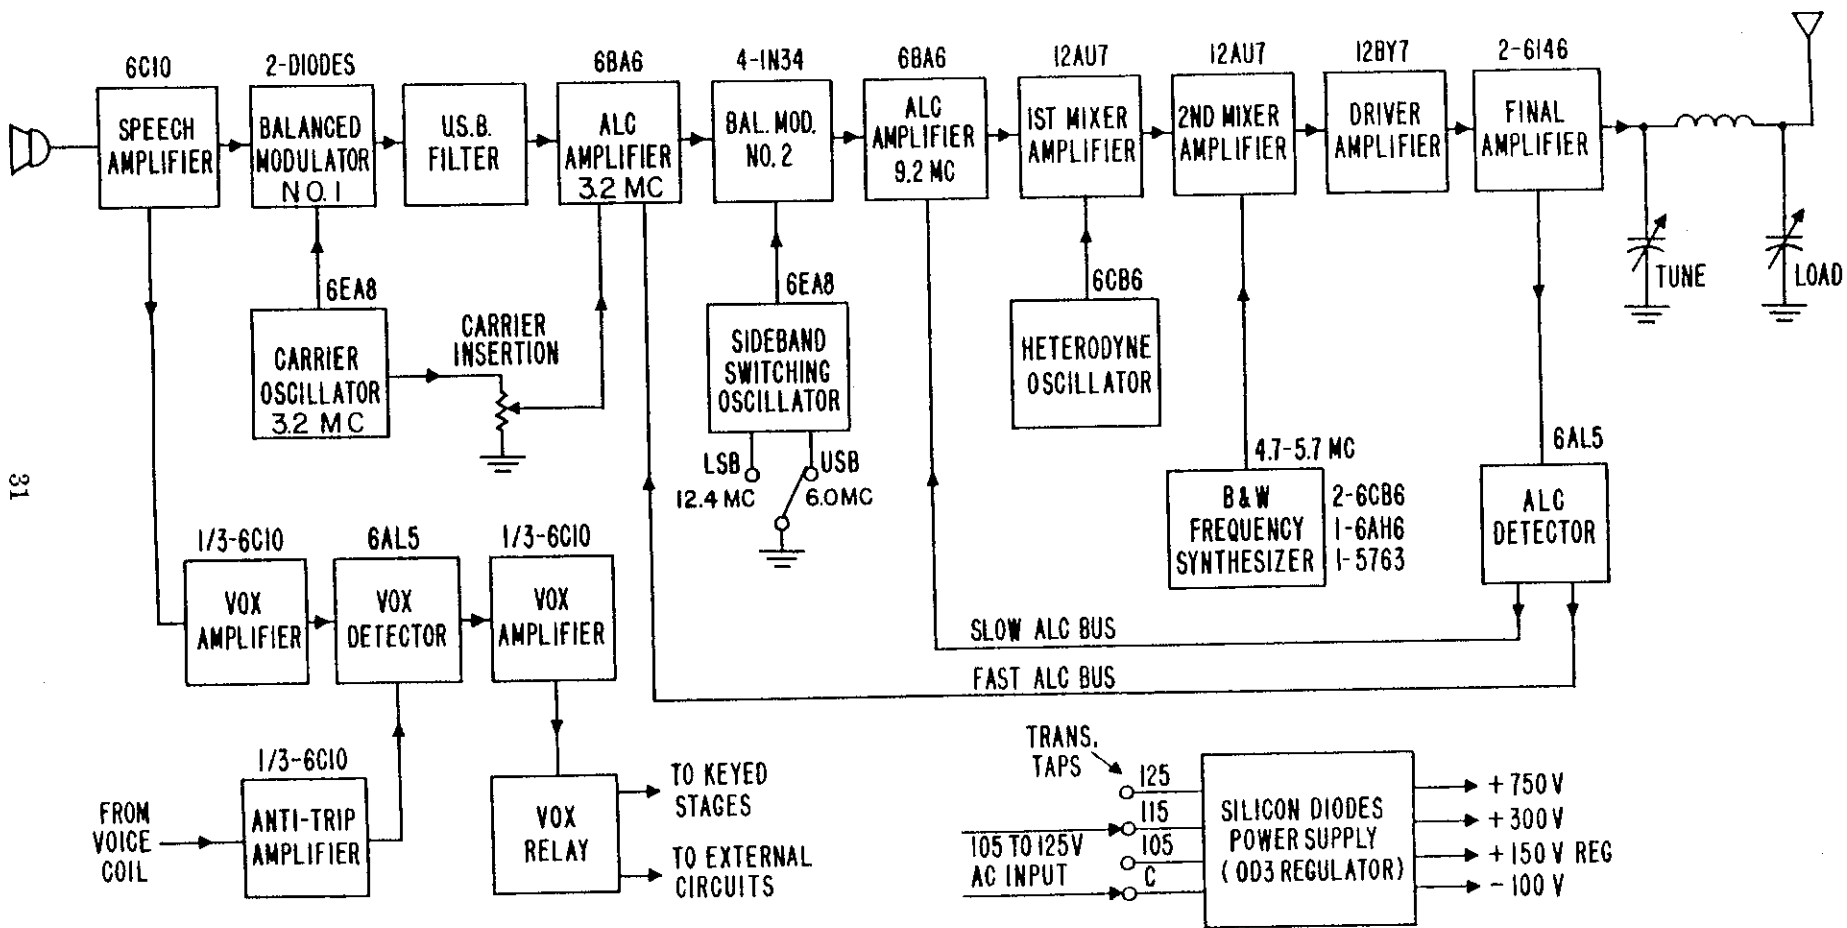 6C10
SPEECH
AMPLIFIER
2-DIODES
BALANCED
MODULATOR
NO. 1
U.S.B.
FILTER
6BA6
ALC
AMPLIFIER
3.2 MC
4-1N34
BAL. MOD.
NO. 2
6BA6
ALC
AMPLIFIER
9.2 MC
12AU7
1ST MIXER
AMPLIFIER
12AU7
2ND MIXER
AMPLIFIER
12BY7
DRIVER
AMPLIFIER
2-6146
FINAL
AMPLIFIER
TUNE
LOAD
6EA8
CARRIER
OSCILLATOR
3.2 MC
CARRIER
INSERTION
6EA8
SIDEBAND
SWITCHING
OSCILLATOR
LSB
12.4 MC
USB
6.0MC
6CB6
HETERODYNE
OSCILLATOR
4.7-5.7 MC
B & W
FREQUENCY
SYNTHESIZER
2-6CB6
1-6AH6
1-5763
6AL5
ALC
DETECTOR
31
1/3-6C10
VOX
AMPLIFIER
6AL5
VOX
DETECTOR
1/3-6C10
VOX
AMPLIFIER
SLOW ALC BUS
FAST ALC BUS
FROM
VOICE
COIL
1/3-6C10
ANTI-TRIP
AMPLIFIER
VOX
RELAY
TO KEYED
STAGES
TO EXTERNAL
CIRCUITS
TRANS.
TAPS
125
115
105
C
105 TO 125V
AC INPUT
SILICON DIODES
POWER SUPPLY
( OD3 REGULATOR)
+ 750 V
+ 300 V
+ 150 V REG
- 100 V